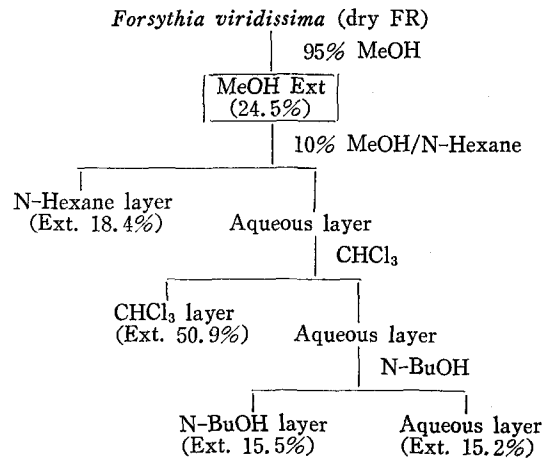 Forsythia viridissima (dry FR)
95% MeOH
MeOH Ext
(24.5%)
10% MeOH/N-Hexane
N-Hexane layer
(Ext. 18.4%)
Aqueous layer
CHCl₃
CHCl₃ layer
(Ext. 50.9%)
Aqueous layer
N-BuOH
N-BuOH layer
(Ext. 15.5%)
Aqueous layer
(Ext. 15.2%)